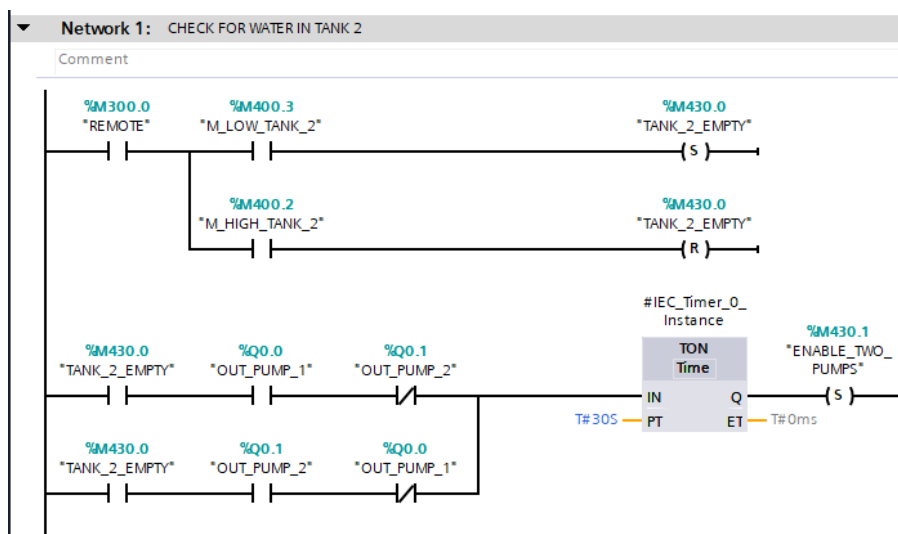 Network 1: CHECK FOR WATER IN TANK 2
Comment
%M300.0 %M400.3 %M430.0
"REMOTE" "M_LOW_TANK_2" "TANK_2_EMPTY"
S
%M400.2 %M430.0
"M_HIGH_TANK_2" "TANK_2_EMPTY"
R
#IEC_Timer_0_
Instance
%M430.0 %Q0.0 %Q0.1 TON %M430.1
"TANK_2_EMPTY" "OUT_PUMP_1" "OUT_PUMP_2" Time "ENABLE_TWO_
PUMPS"
IN Q S
T#30S PT ET T#0ms
%M430.0 %Q0.1 %Q0.0
"TANK_2_EMPTY" "OUT_PUMP_2" "OUT_PUMP_1"